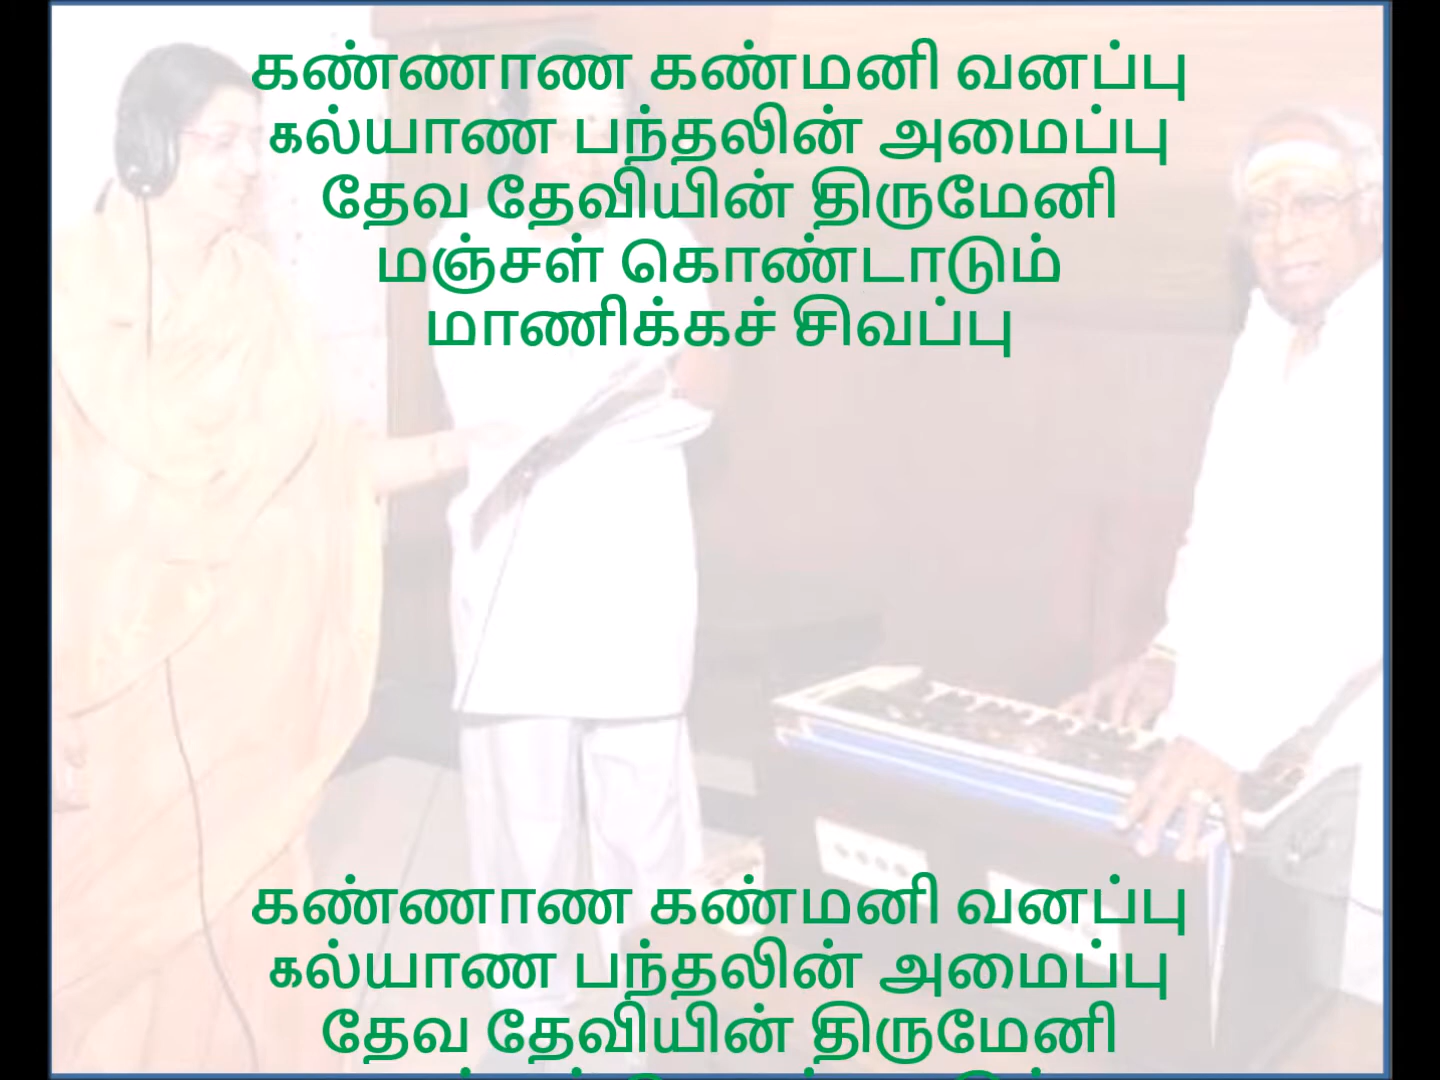 கண்ணாண கண்மனி வனப்பு
கல்யாண பந்தலின் அமைப்பு
தேவ தேவியின் திருமேனி
மஞ்சள் கொண்டாடும்
மாணிக்கச் சிவப்பு
கண்ணாண கண்மனி வனப்பு
கல்யாண பந்தலின் அமைப்பு
தேவ தேவியின் திருமேனி